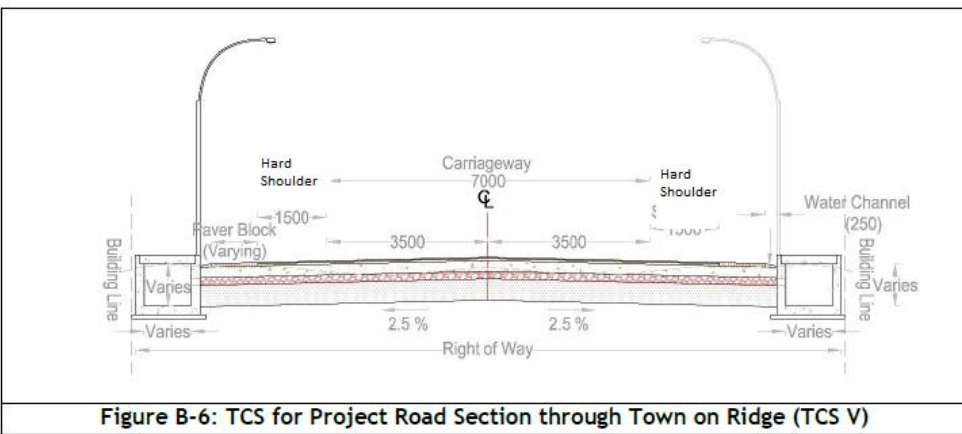 Hard
Shoulder
Carriageway
7000
Hard
Shoulder
℄
1500
Water Channel
(250)
Paver Block
(Varying)
3500
3500
Building Line
Building Line
Varies
Varies
2.5 %
2.5 %
Varies
Varies
Right of Way
Figure B-6: TCS for Project Road Section through Town on Ridge (TCS V)